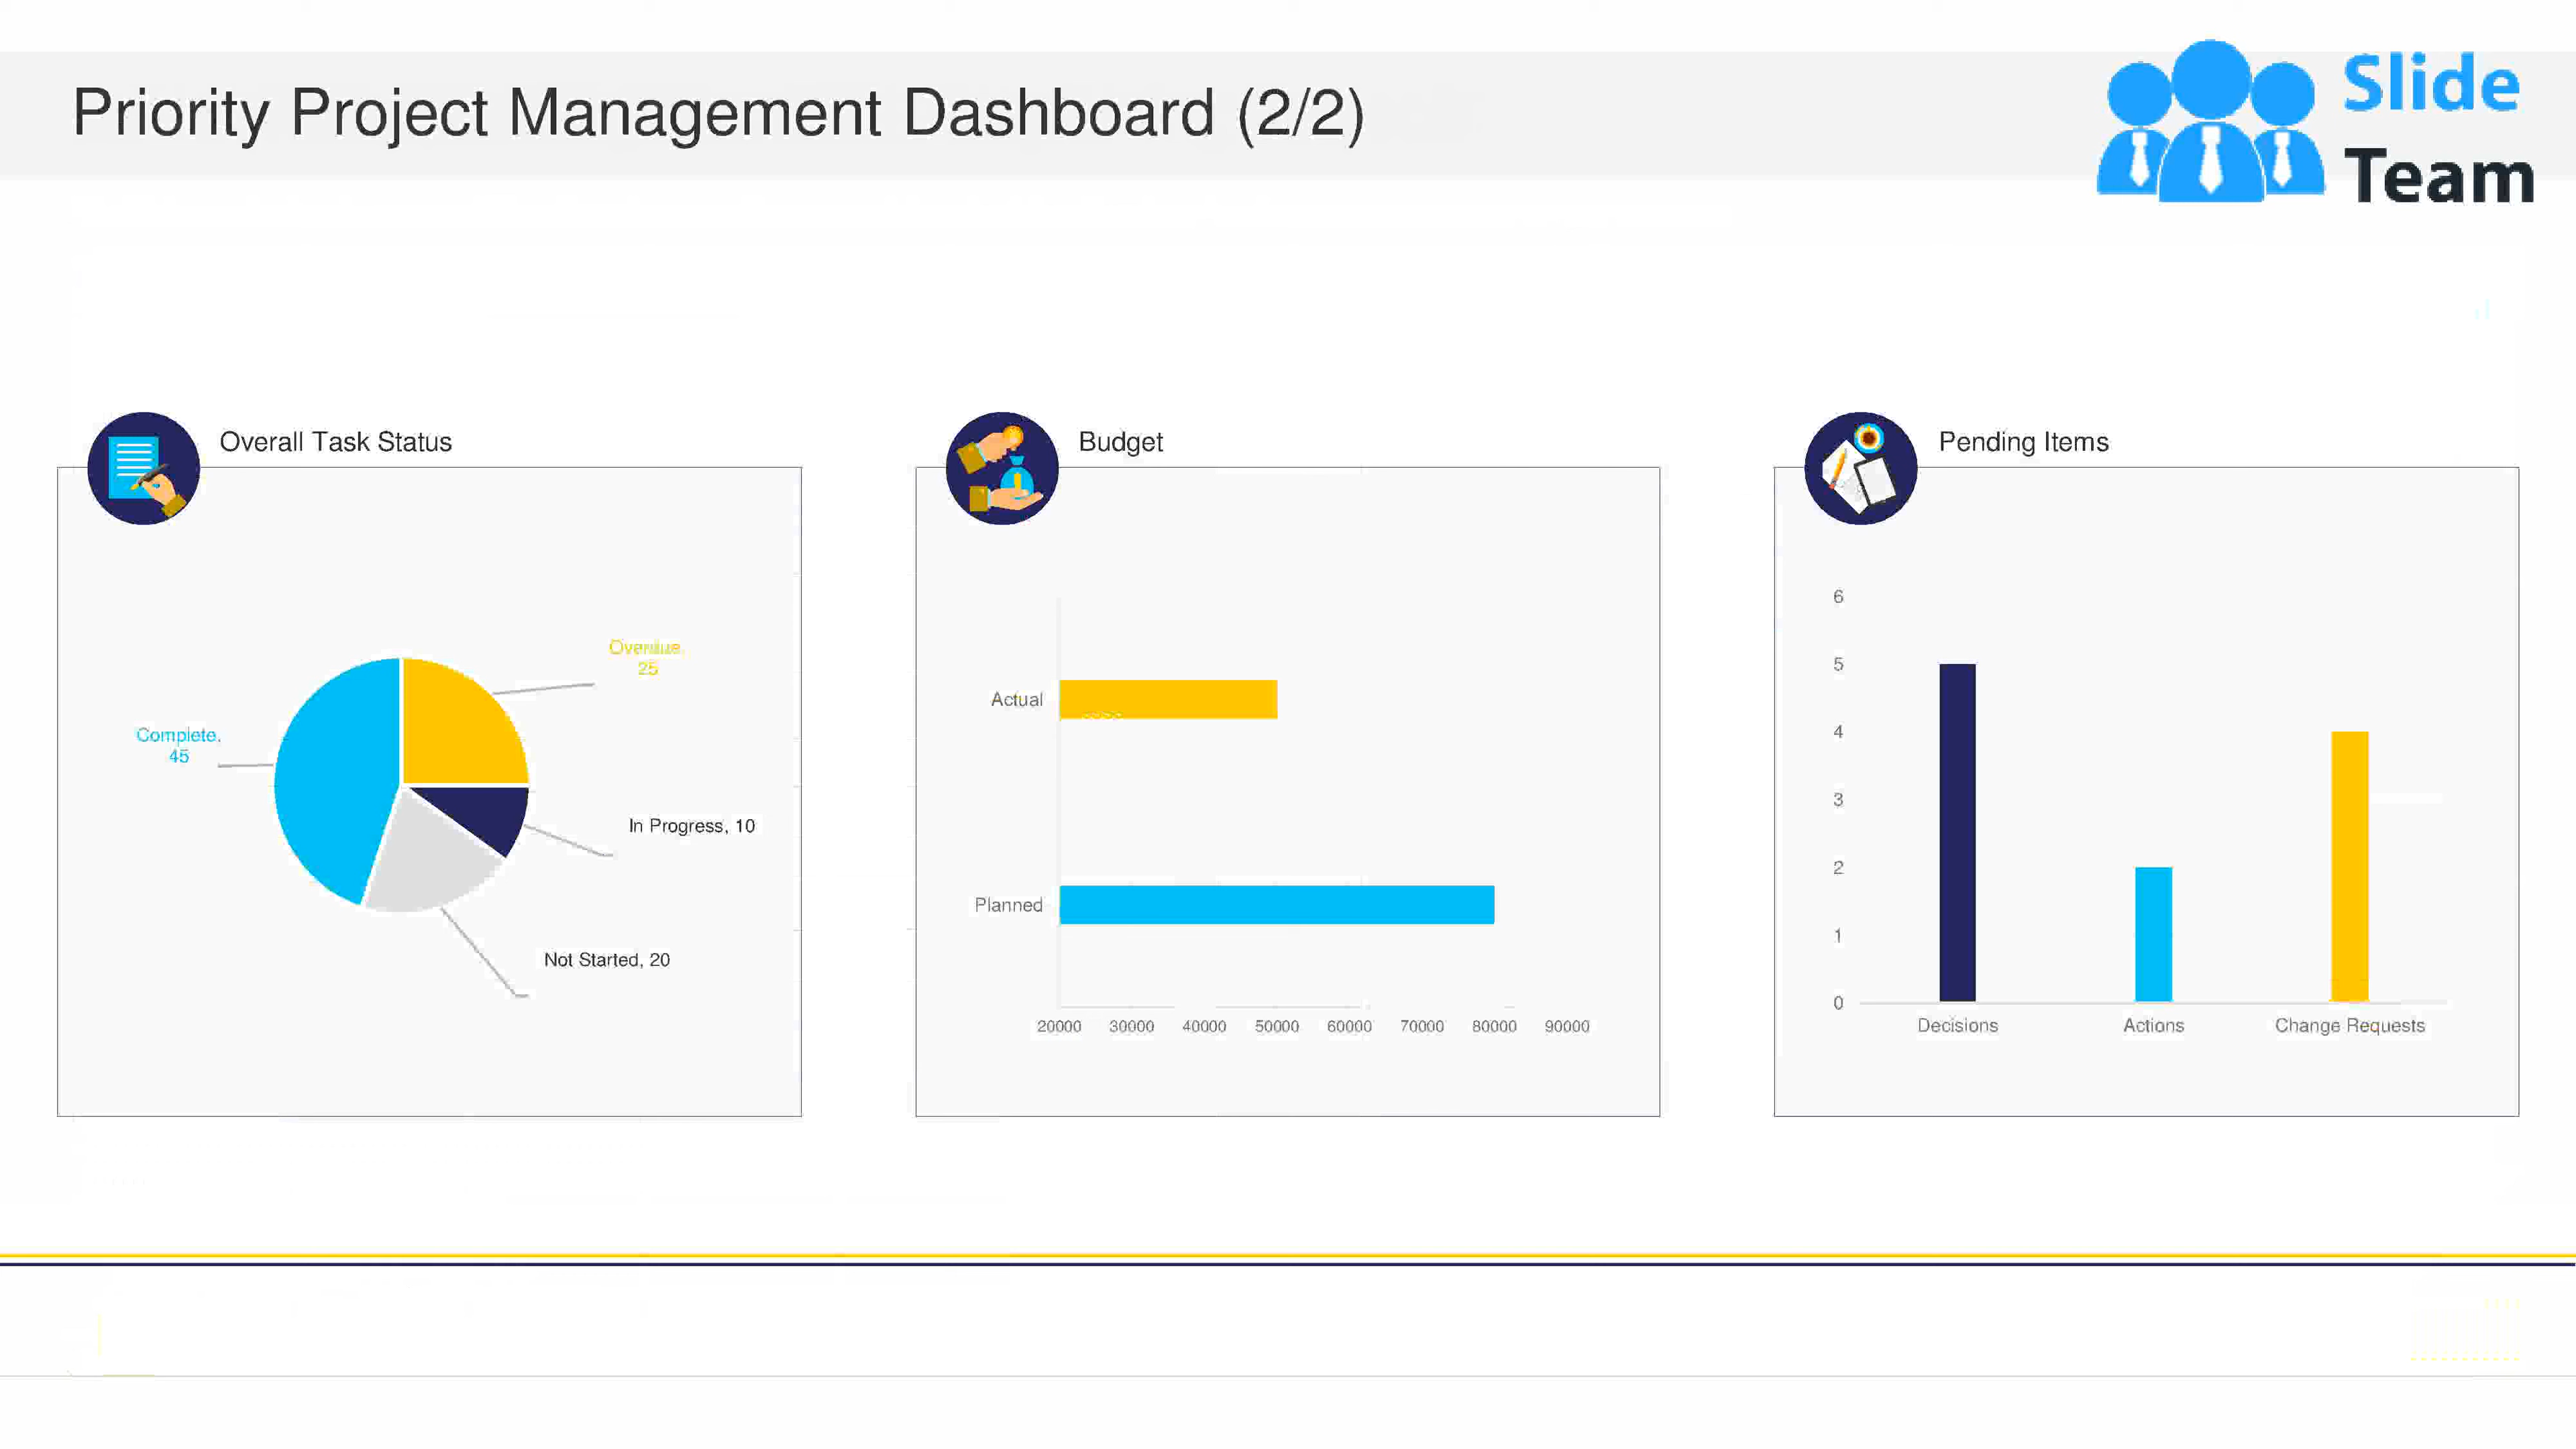 Priority Project Management Dashboard (2/2)
Slide
Team
Overall Task Status
Overdue,
25
Complete,
45
In Progress, 10
Not Started, 20
Budget
Actual
Planned
20000 30000 40000 50000 60000 70000 80000 90000
Pending Items
6
5
4
3
2
1
0
Decisions Actions Change Requests